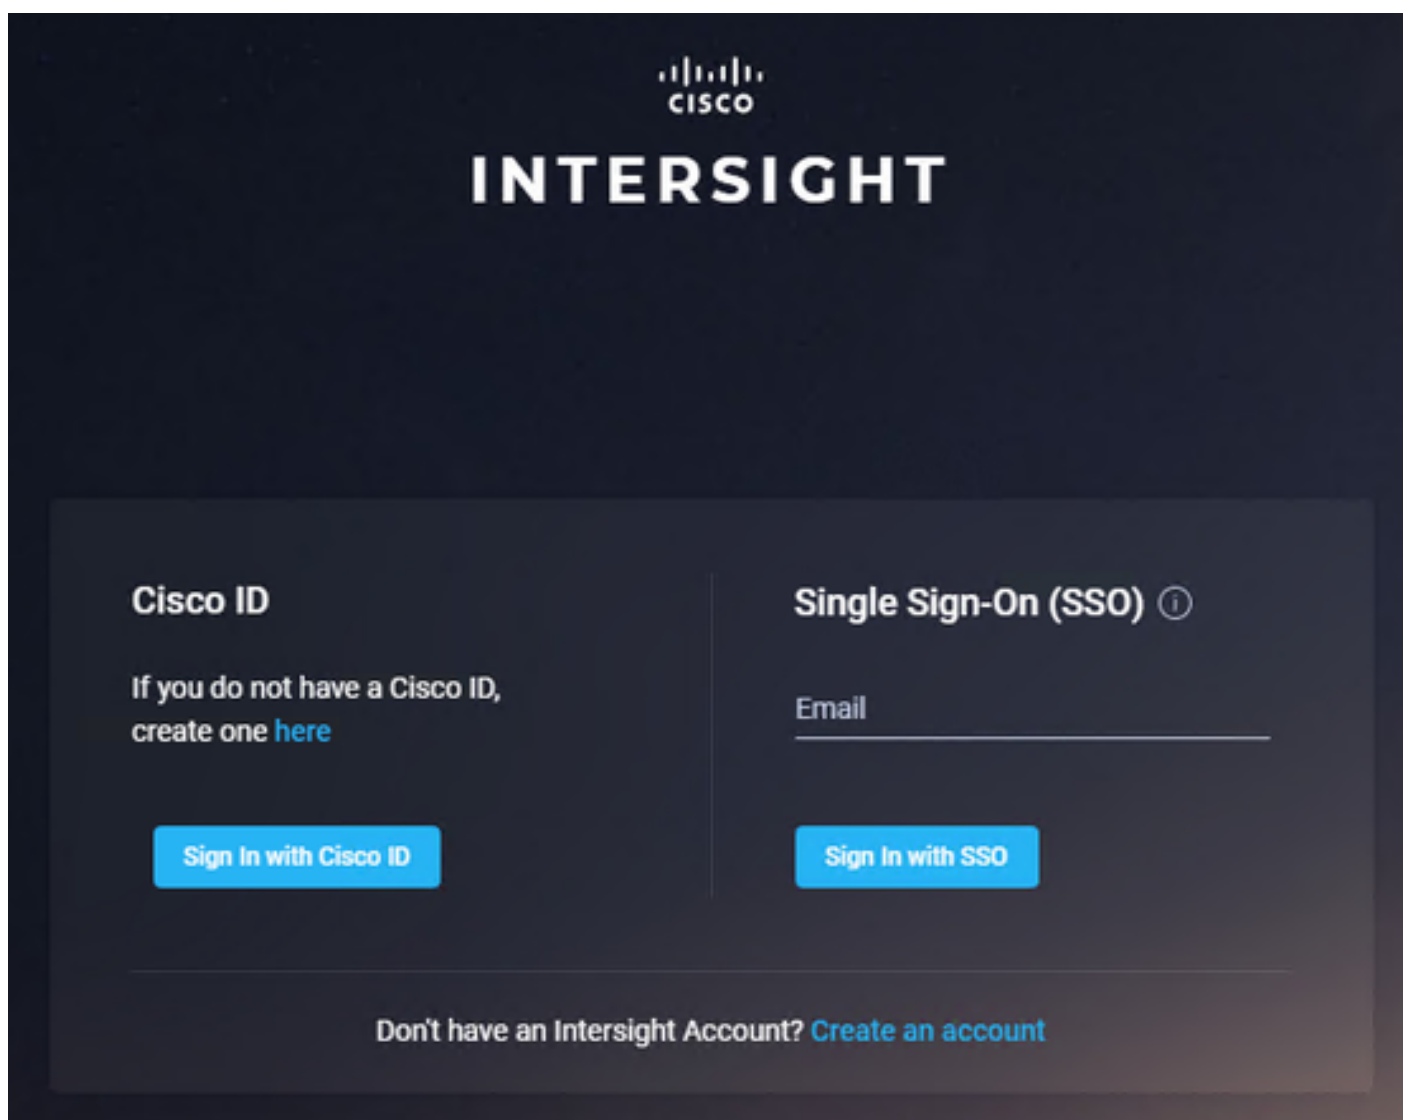 CISCO
INTERSIGHT
Cisco ID
If you do not have a Cisco ID,
create one here
Sign In with Cisco ID
Single Sign-On (SSO)
Email
Sign In with SSO
Don't have an Intersight Account? Create an account